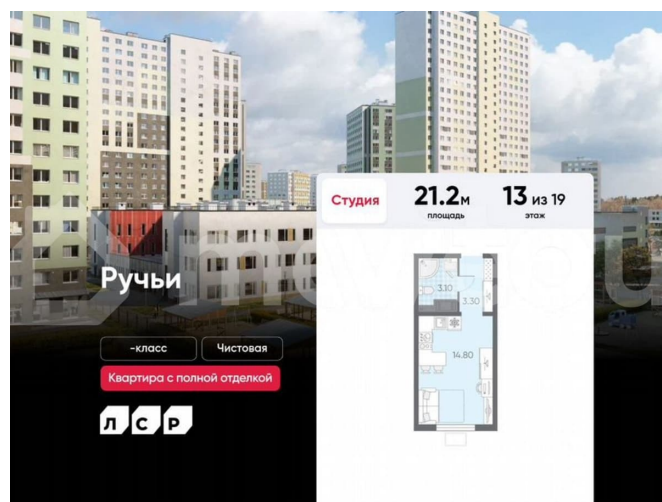 Студия
21.2м
площадь
13 из 19
этаж
Ручьи
-класс
Чистовая
Квартира с полной отделкой
ЛСР
3.10
3.30
14.80